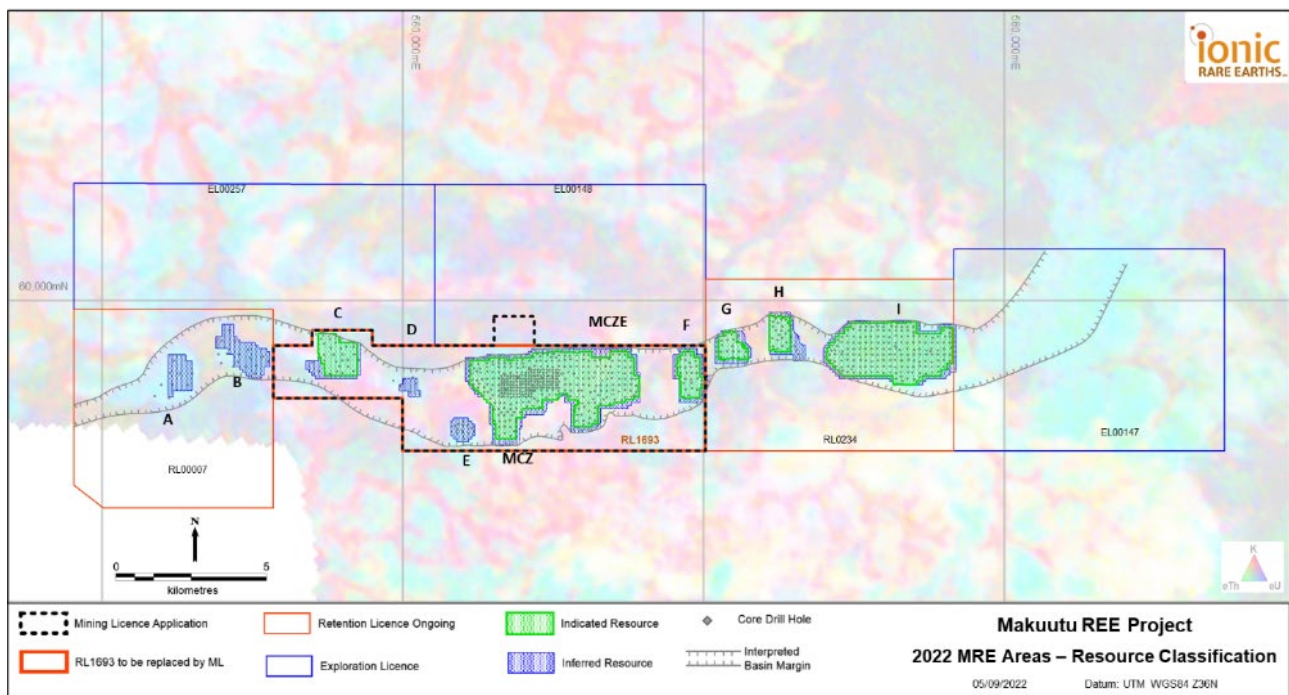 560,000mE
580,000mE
ionic
RARE EARTHS
EL00257
EL00148
60,000mN
C
D
MCZE
F
G
H
I
B
A
E
MCZ
RL1693
RL0234
EL00147
RL00007
N
0
5
kilometres
K
eTh
eU
Mining Licence Application
Retention Licence Ongoing
Indicated Resource
Core Drill Hole
RL1693 to be replaced by ML
Exploration Licence
Inferred Resource
Interpreted
Basin Margin
Makuutu REE Project
2022 MRE Areas – Resource Classification
05/09/2022
Datum: UTM WGS84 Z36N